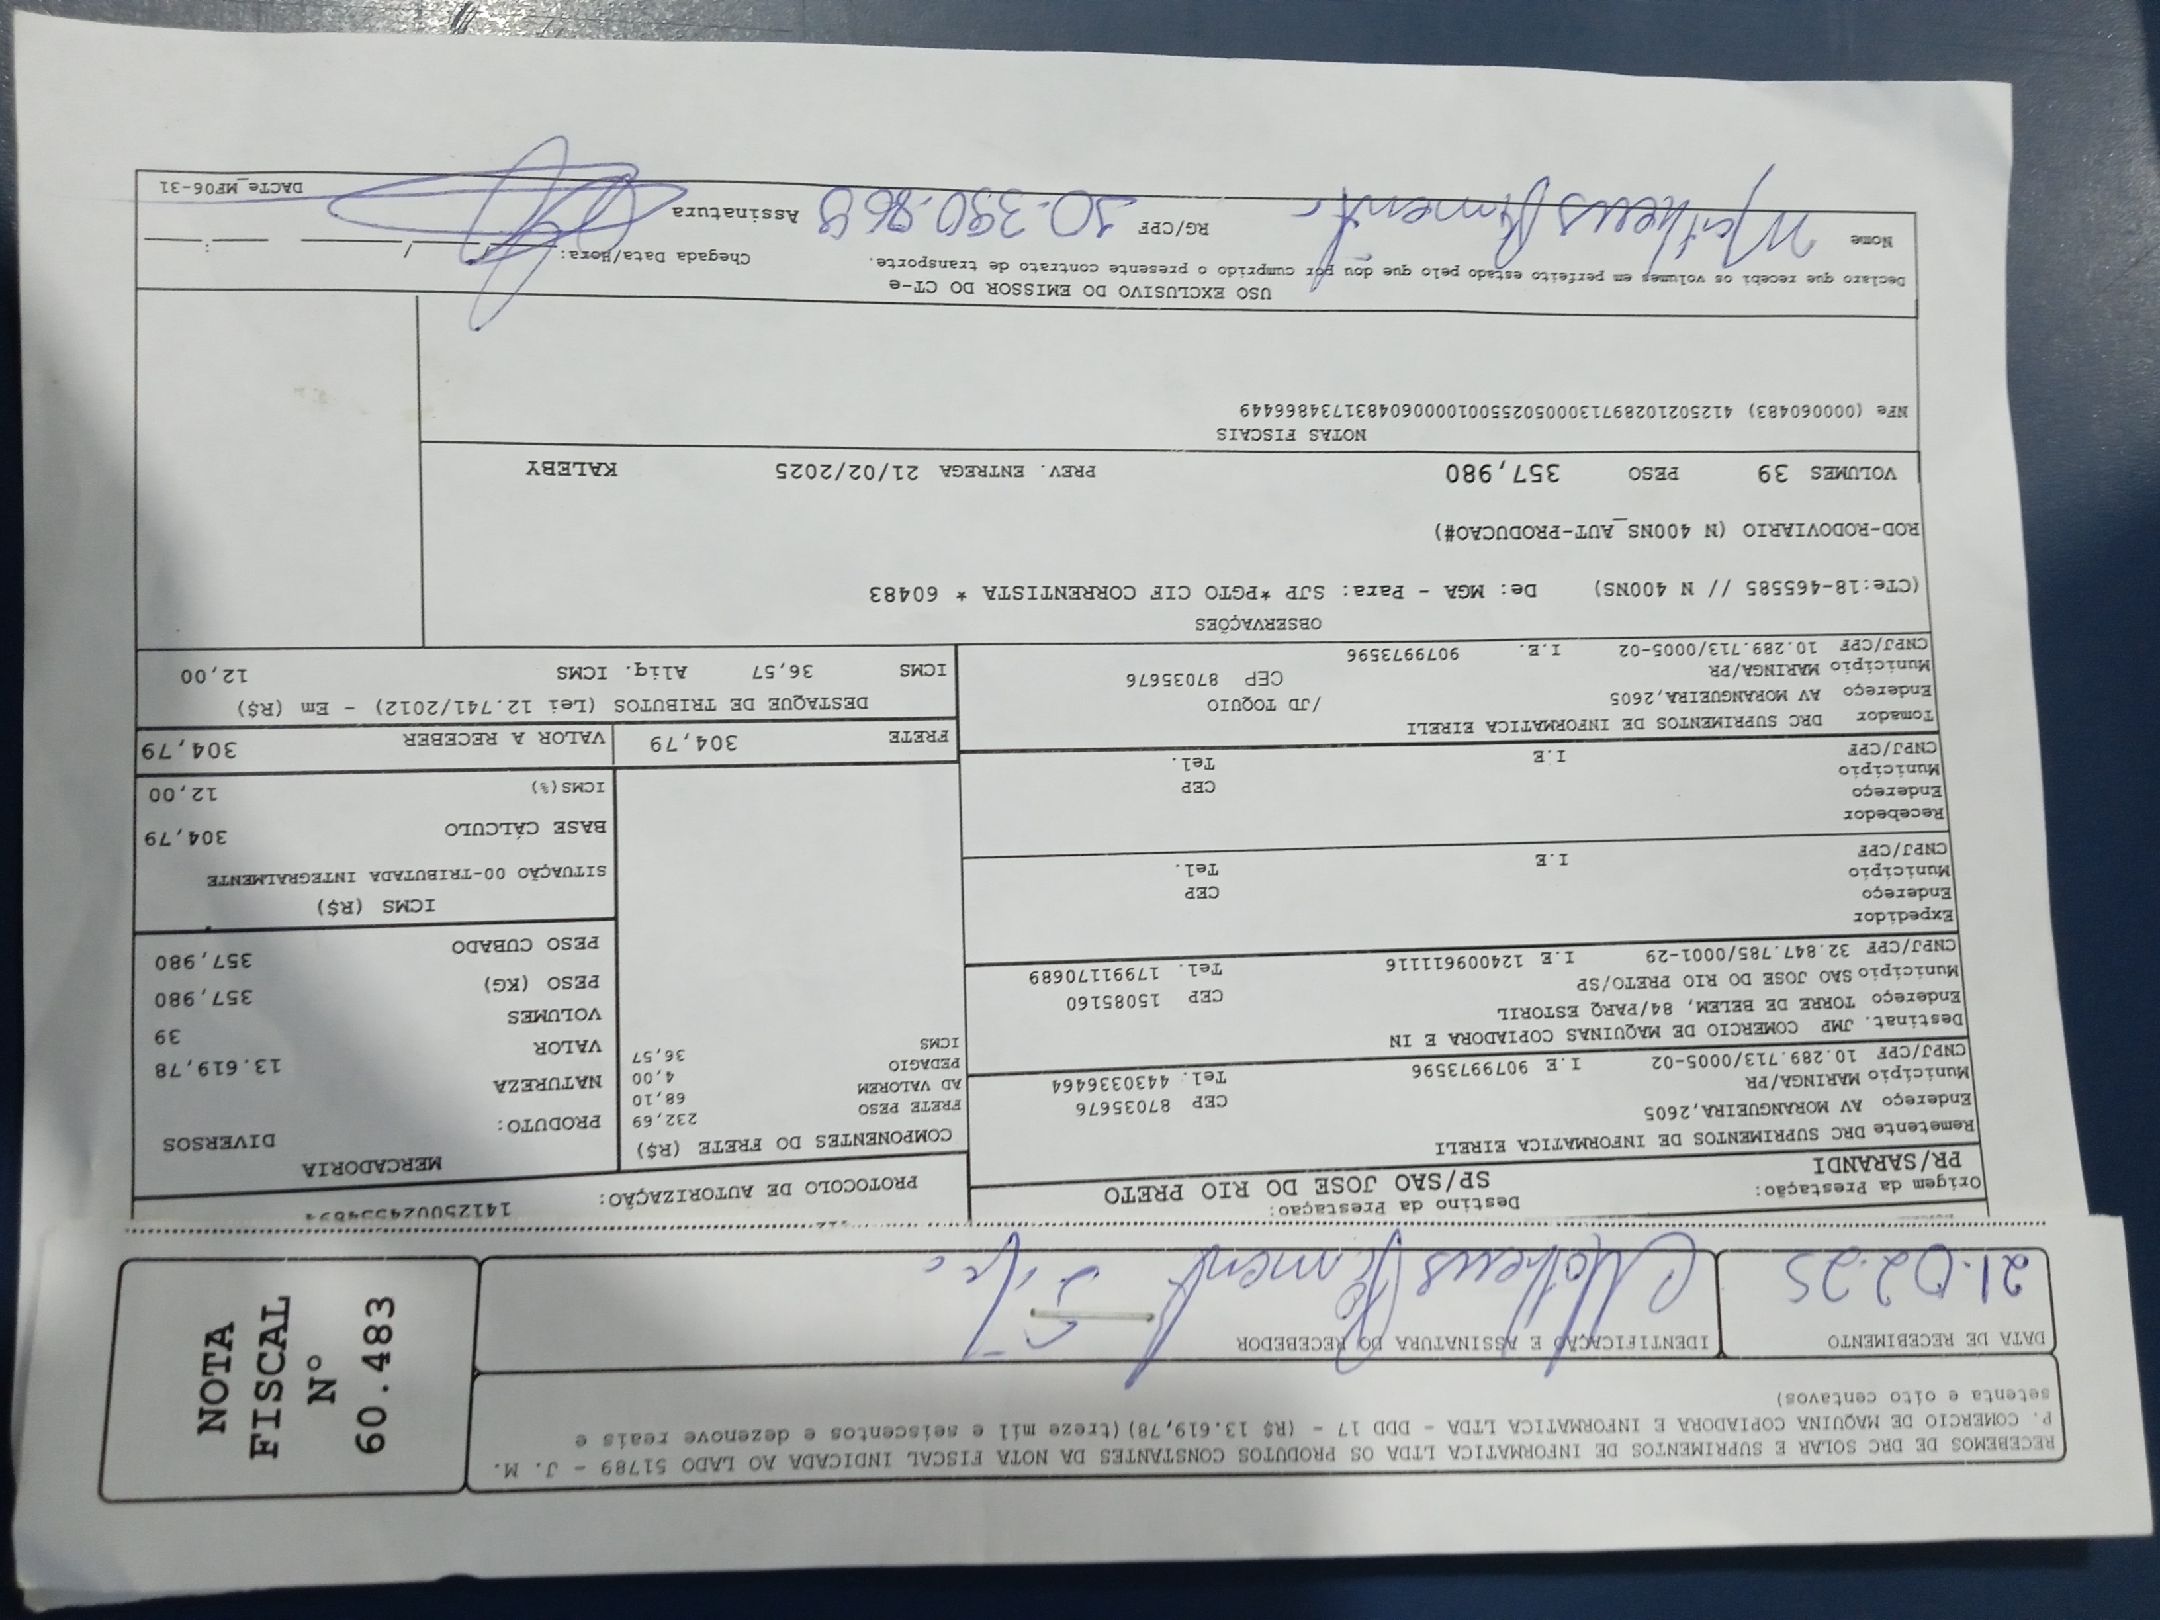 RECEBEMOS DE DRC SOLAR E SUPRIMENTOS DE INFORMATICA LTDA OS PRODUTOS CONSTANTES DA NOTA FISCAL INDICADA AO LADO 51789 - J. M.
P. COMERCIO DE MAQUINA COPIADORA E INFORMATICA LTDA - DDD 17 - (R$ 13.619,78) (treze mil e seiscentos e dezenove reais e
setenta e oito centavos)
DATA DE RECEBIMENTO
21.02.25
IDENTIFICAÇÃO E ASSINATURA DO RECEBEDOR
Matheus
NOTA
FISCAL
Nº
60.483
Origem da Prestação:
PR/SARANDI
Destino da Prestação:
SP/SAO JOSE DO RIO PRETO
PROTOCOLO DE AUTORIZAÇÃO:
Remetente DRC SUPRIMENTOS DE INFORMATICA EIRELI
Endereço AV MORANGUEIRA,2605
Município MARINGA/PR CEP 87035676
CNPJ/CPF 10.289.713/0005-02 I.E 9079973596 Tel. 443036464
Destinat. JMP COMERCIO DE MAQUINAS COPIADORA E IN
Endereço TORRE DE BELEM, 84/PARQ ESTORIL
Município SAO JOSE DO RIO PRETO/SP CEP 15085160
CNPJ/CPF 32.847.785/0001-29 I.E 124009611116 Tel. 17991170689
Expedidor
Endereço
Município CEP
CNPJ/CPF I.E Tel.
Recebedor
Endereço
Município CEP
CNPJ/CPF I.E Tel.
Tomador DRC SUPRIMENTOS DE INFORMATICA EIRELI
Endereço AV MORANGUEIRA,2605 /JD TOQUIO
Município MARINGA/PR CEP 87035676
CNPJ/CPF 10.289.713/0005-02 I.E. 9079973596
COMPONENTES DO FRETE (R$)
FRETE PESO 232,69
AD VALOREM 68,10
PEDAGIO 4,00
ICMS 36,57
MERCADORIA
PRODUTO: DIVERSOS
NATUREZA
VALOR 13.619,78
VOLUMES 39
PESO (KG) 357,980
PESO CUBADO 357,980
ICMS (R$)
SITUAÇÃO 00-TRIBUTADA INTEGRALMENTE
BASE CÁLCULO 304,79
ICMS(%) 12,00
FRETE 304,79 VALOR A RECEBER 304,79
DESTAQUE DE TRIBUTOS (Lei 12.741/2012) - Em (R$)
ICMS 36,57 Aliq. ICMS 12,00
OBSERVAÇÕES
(CTe:18-465585 // N 400NS) De: MGA - Para: SJP *PGTO CIF CORRENTISTA * 60483
ROD-RODOVIARIO (N 400NS_AUT-PRODUCAO#)
VOLUMES 39 PESO 357,980 PREV. ENTREGA 21/02/2025 KALEBY
NOTAS FISCAIS
NFe (000060483) 41250210289713000502550010000604831734866449
USO EXCLUSIVO DO EMISSOR DO CT-e
Declaro que recebi os volumes em perfeito estado pelo que dou por cumprido o presente contrato de transporte. Chegada Data/Hora: __/__/__ __:__
Nome Matheus RG/CPF Assinatura
DACTe_MF06-31